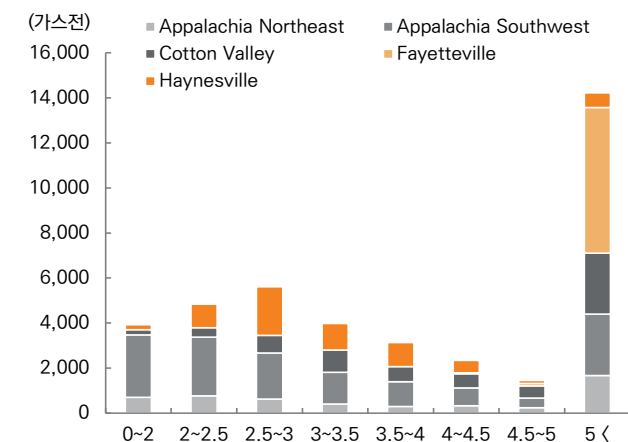 (가스전)
Appalachia Northeast
Appalachia Southwest
Cotton Valley
Fayetteville
Haynesville
16,000
14,000
12,000
10,000
8,000
6,000
4,000
2,000
0
0~2 2~2.5 2.5~3 3~3.5 3.5~4 4~4.5 4.5~5 5 <